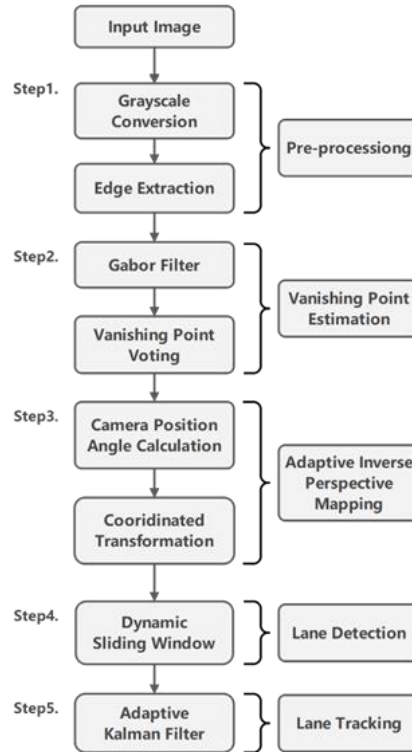 Input Image
Step1.
Grayscale
Conversion
Edge Extraction
Pre-processiong
Step2.
Gabor Filter
Vanishing Point
Voting
Vanishing Point
Estimation
Step3.
Camera Position
Angle Calculation
Cooridinated
Transformation
Adaptive Inverse
Perspective
Mapping
Step4.
Dynamic
Sliding Window
Lane Detection
Step5.
Adaptive
Kalman Filter
Lane Tracking